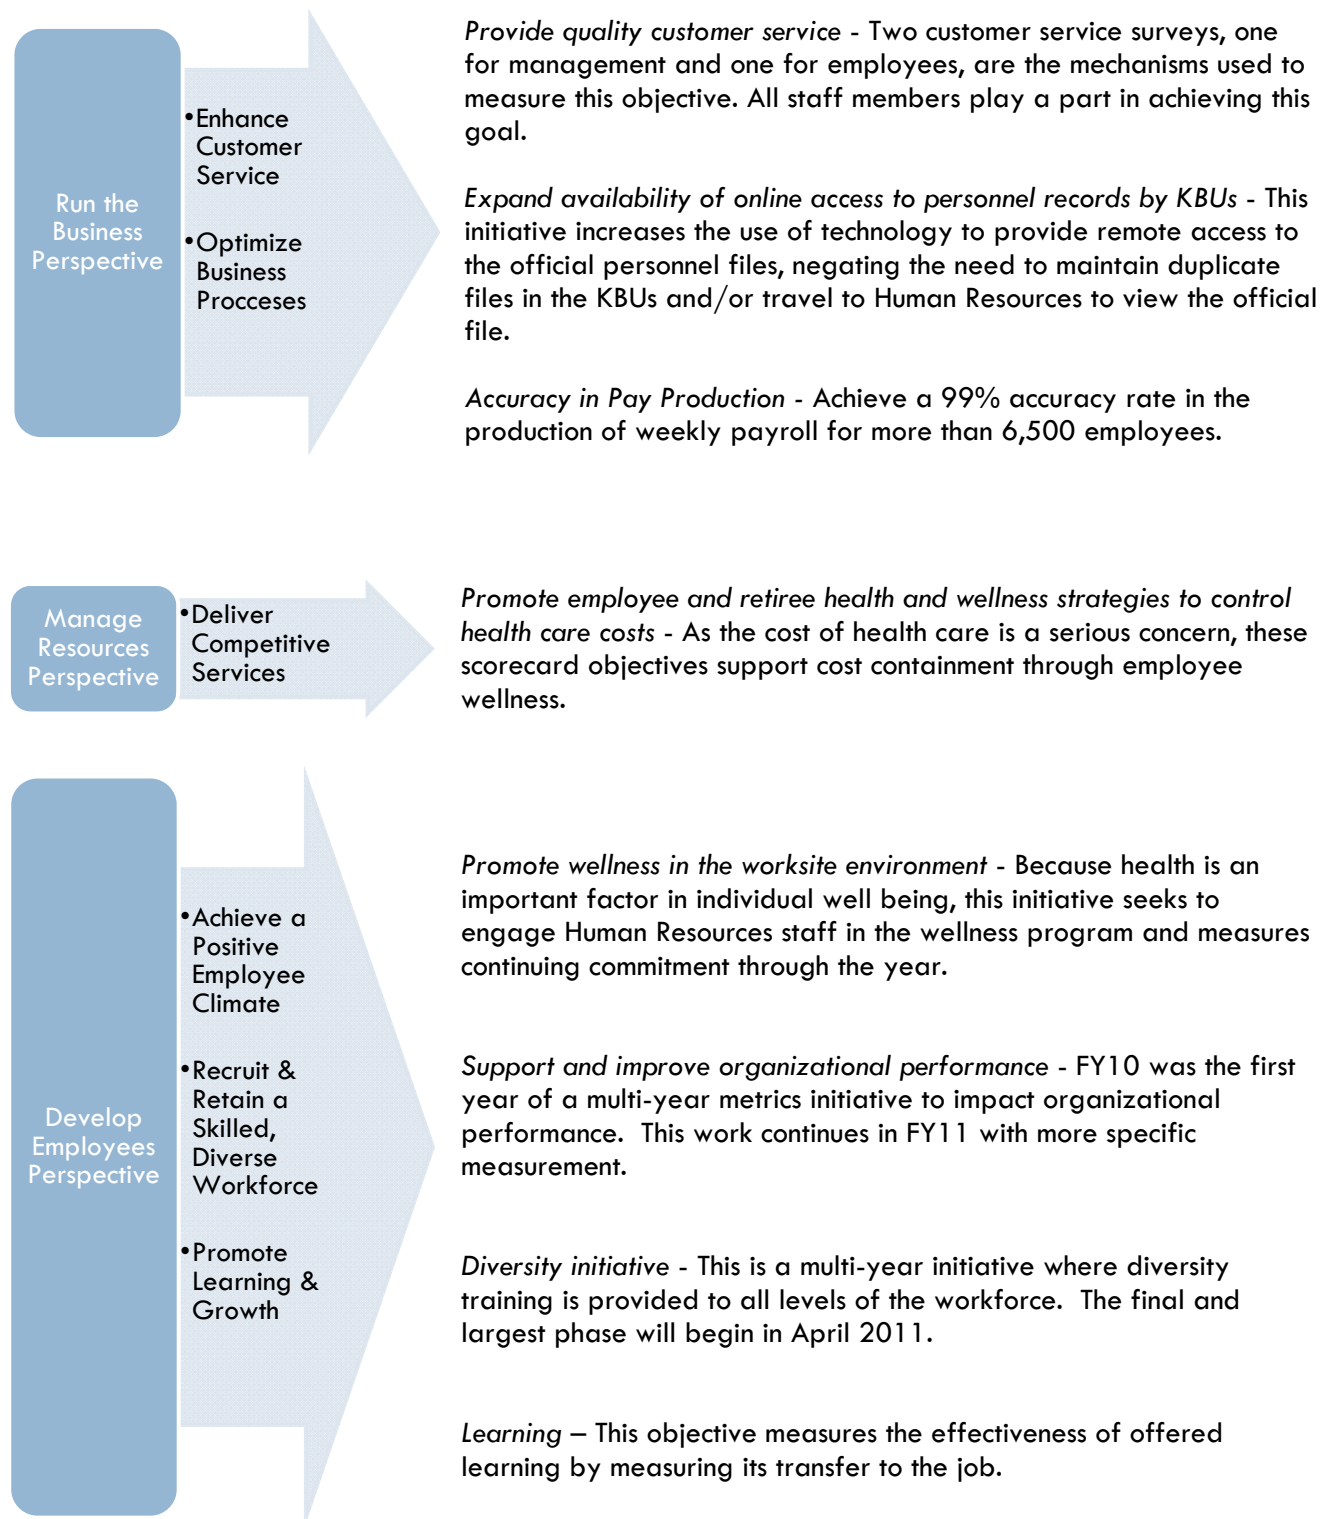 Run the
Business
Perspective
•Enhance
Customer
Service
•Optimize
Business
Procceses
Provide quality customer service - Two customer service surveys, one
for management and one for employees, are the mechanisms used to
measure this objective. All staff members play a part in achieving this
goal.
Expand availability of online access to personnel records by KBUs - This
initiative increases the use of technology to provide remote access to
the official personnel files, negating the need to maintain duplicate
files in the KBUs and/or travel to Human Resources to view the official
file.
Accuracy in Pay Production - Achieve a 99% accuracy rate in the
production of weekly payroll for more than 6,500 employees.
Manage
Resources
Perspective
•Deliver
Competitive
Services
Promote employee and retiree health and wellness strategies to control
health care costs - As the cost of health care is a serious concern, these
scorecard objectives support cost containment through employee
wellness.
Develop
Employees
Perspective
•Achieve a
Positive
Employee
Climate
•Recruit &
Retain a
Skilled,
Diverse
Workforce
•Promote
Learning &
Growth
Promote wellness in the worksite environment - Because health is an
important factor in individual well being, this initiative seeks to
engage Human Resources staff in the wellness program and measures
continuing commitment through the year.
Support and improve organizational performance - FY10 was the first
year of a multi-year metrics initiative to impact organizational
performance.  This work continues in FY11 with more specific
measurement.
Diversity initiative - This is a multi-year initiative where diversity
training is provided to all levels of the workforce.  The final and
largest phase will begin in April 2011.
Learning – This objective measures the effectiveness of offered
learning by measuring its transfer to the job.